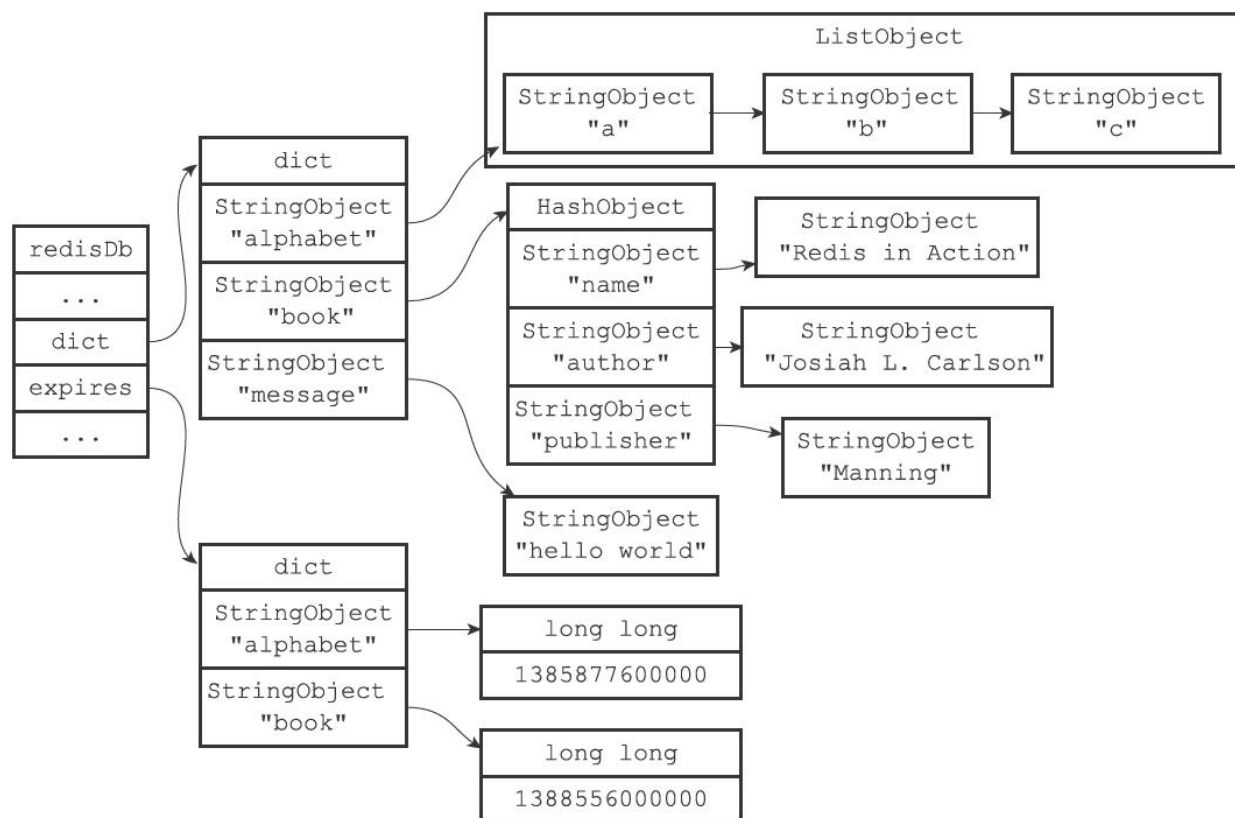 redisDb
...
dict
expires
...
dict
StringObject
"alphabet"
StringObject
"book"
StringObject
"message"
ListObject
StringObject
"a"
StringObject
"b"
StringObject
"c"
HashObject
StringObject
"name"
StringObject
"author"
StringObject
"publisher"
StringObject
"Redis in Action"
StringObject
"Josiah L. Carlson"
StringObject
"Manning"
StringObject
"hello world"
dict
StringObject
"alphabet"
StringObject
"book"
long long
1385877600000
long long
1388556000000